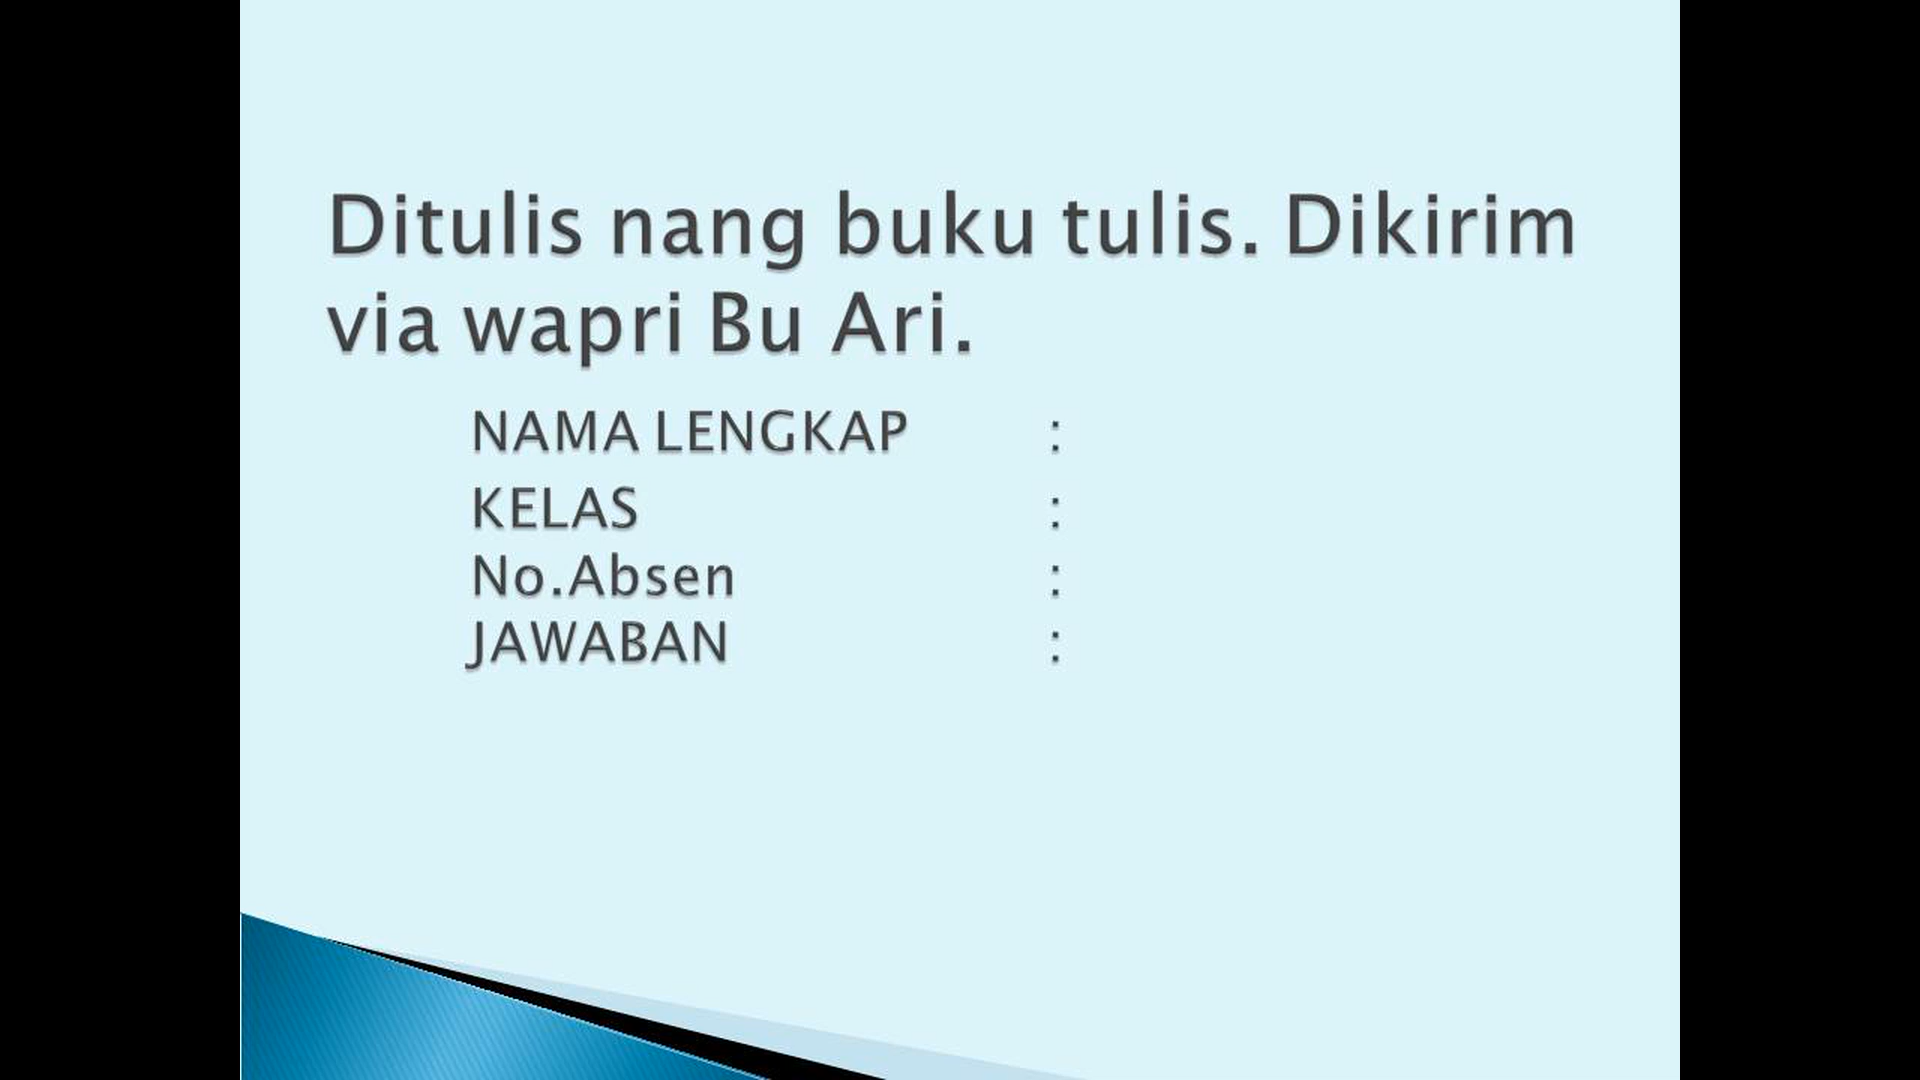 Ditulis nang buku tulis. Dikirim
via wapri Bu Ari.
NAMA LENGKAP :
KELAS :
No.Absen :
JAWABAN :